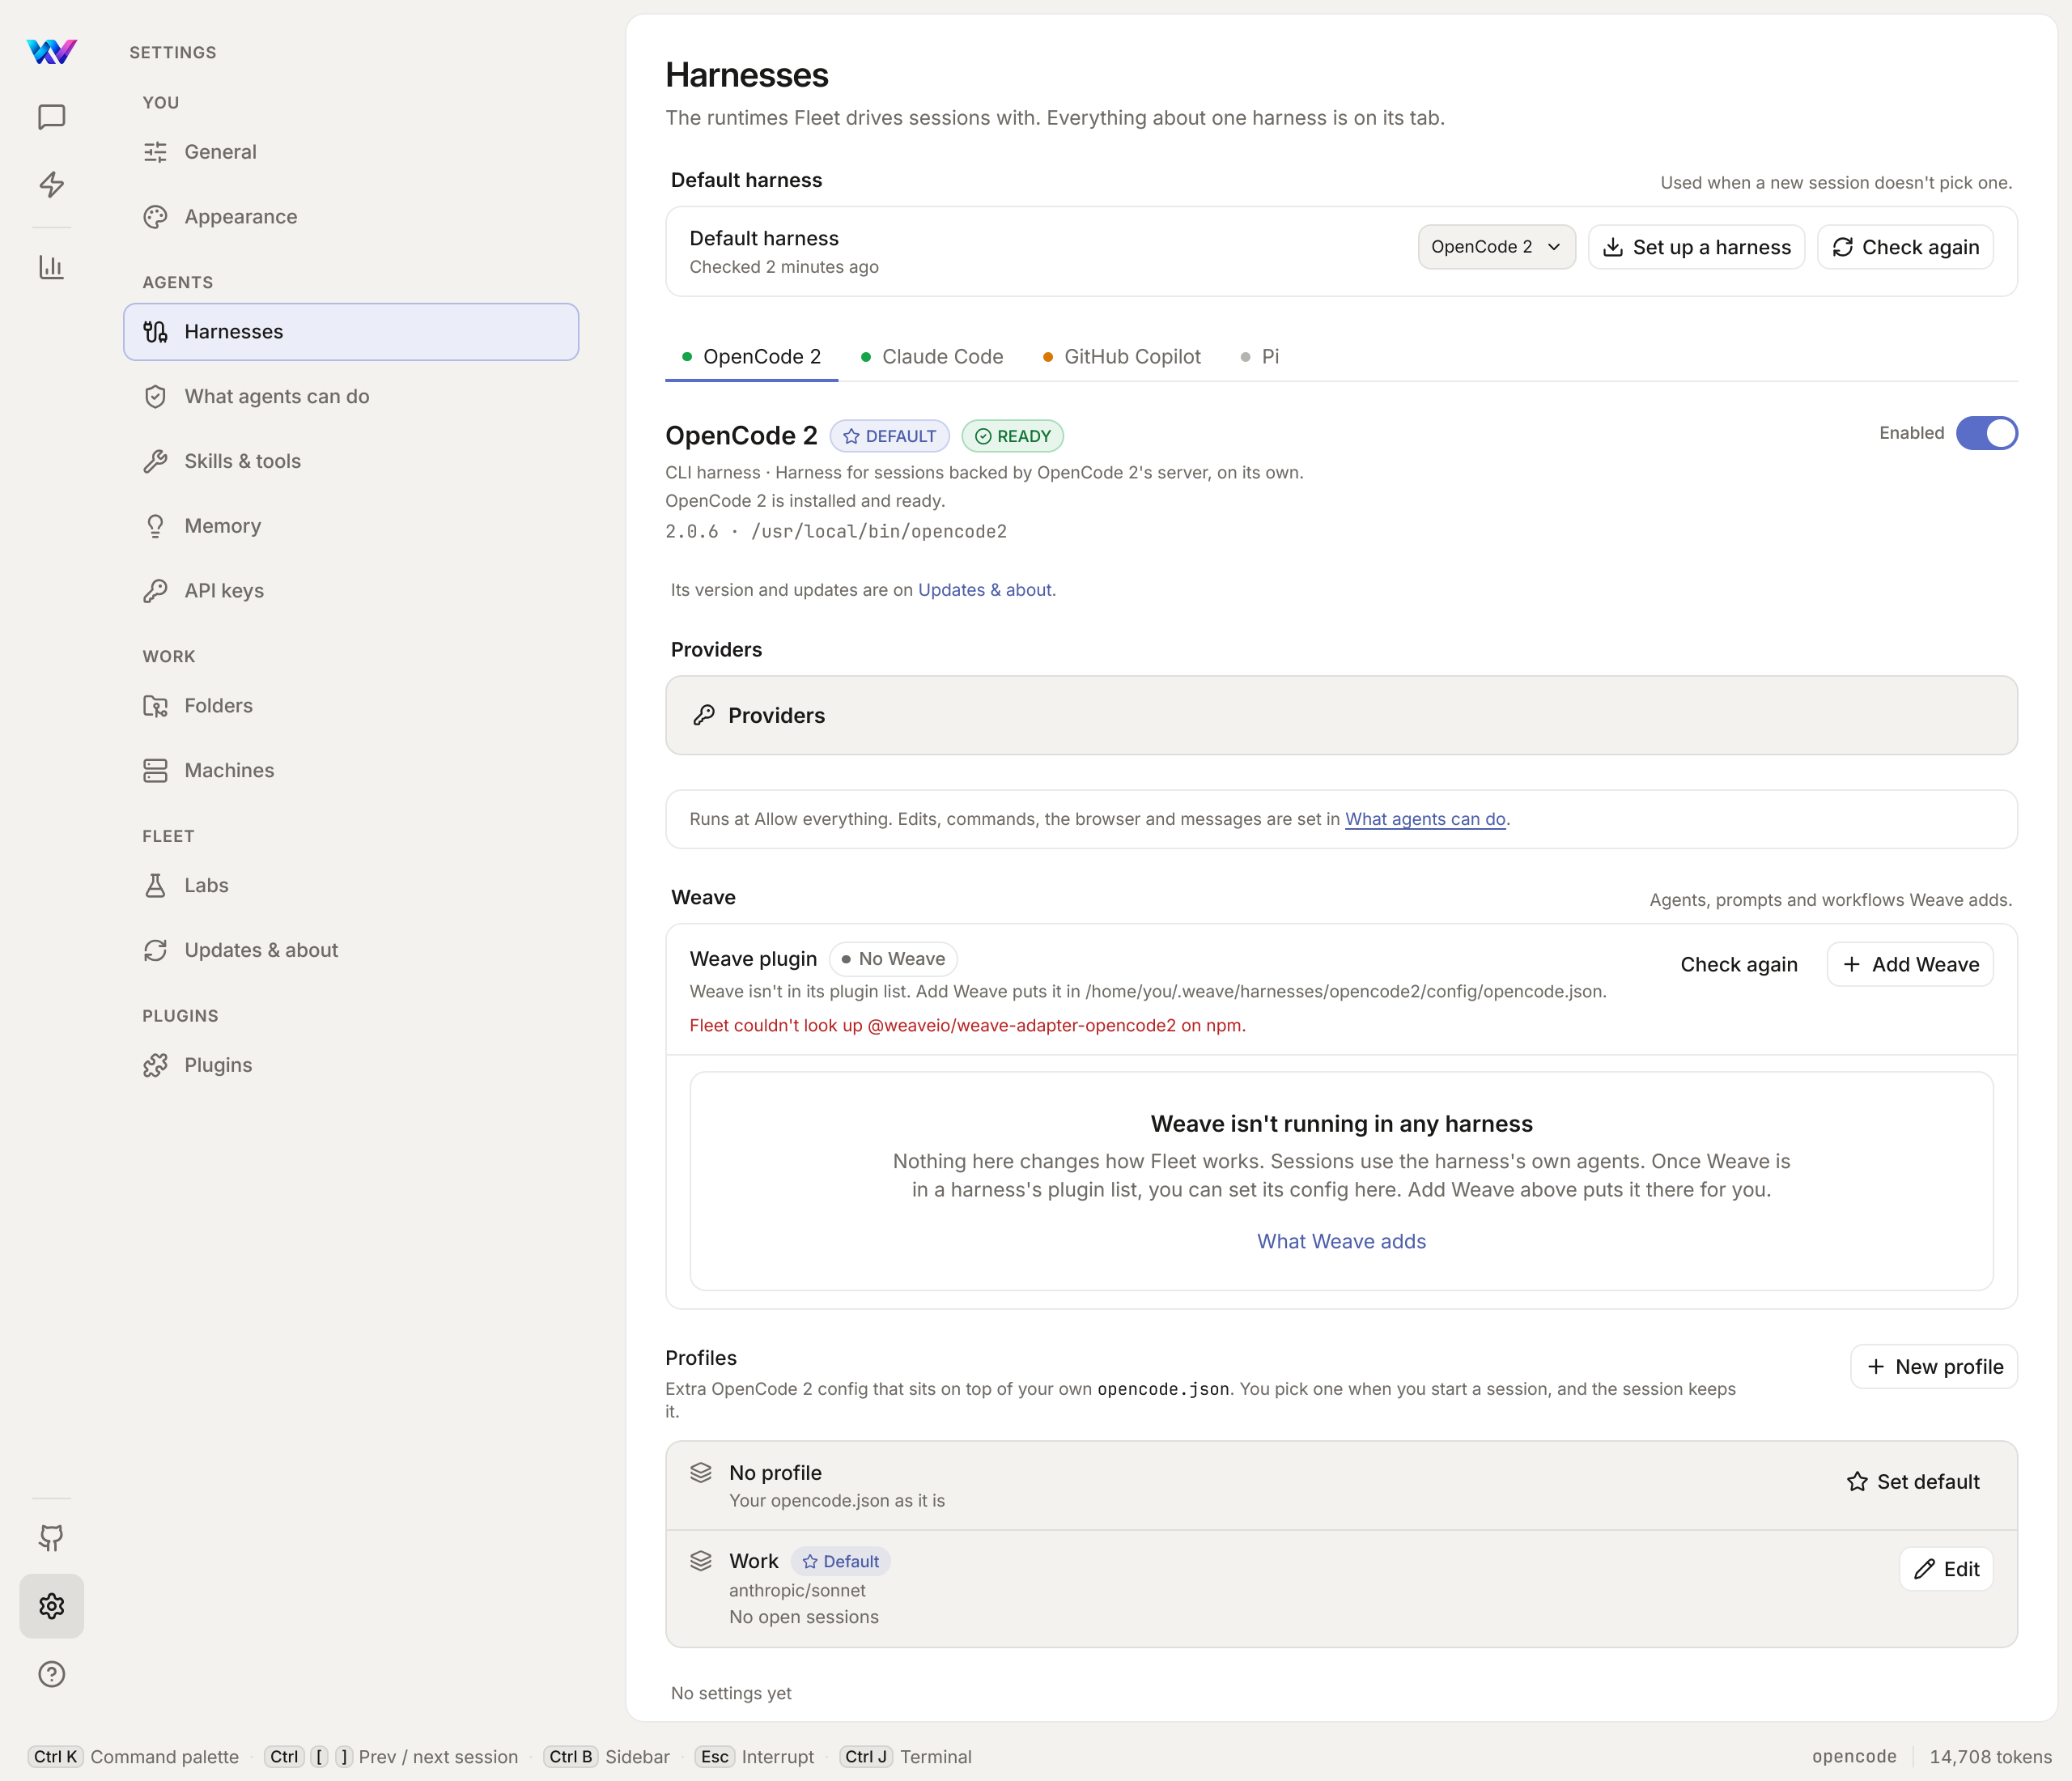 SETTINGS
YOU
General
Appearance
AGENTS
Harnesses
What agents can do
Skills & tools
Memory
API keys
WORK
Folders
Machines
FLEET
Labs
Updates & about
PLUGINS
Plugins
Harnesses
The runtimes Fleet drives sessions with. Everything about one harness is on its tab.
Default harness
Used when a new session doesn't pick one.
Default harness
Checked 2 minutes ago
OpenCode 2
Set up a harness
Check again
OpenCode 2
Claude Code
GitHub Copilot
Pi
OpenCode 2
DEFAULT
READY
Enabled
CLI harness · Harness for sessions backed by OpenCode 2's server, on its own.
OpenCode 2 is installed and ready.
2.0.6 · /usr/local/bin/opencode2
Its version and updates are on Updates & about.
Providers
Providers
Runs at Allow everything. Edits, commands, the browser and messages are set in What agents can do.
Weave
Agents, prompts and workflows Weave adds.
Weave plugin
No Weave
Check again
Add Weave
Weave isn't in its plugin list. Add Weave puts it in /home/you/.weave/harnesses/opencode2/config/opencode.json.
Fleet couldn't look up @weaveio/weave-adapter-opencode2 on npm.
Weave isn't running in any harness
Nothing here changes how Fleet works. Sessions use the harness's own agents. Once Weave is
in a harness's plugin list, you can set its config here. Add Weave above puts it there for you.
What Weave adds
Profiles
New profile
Extra OpenCode 2 config that sits on top of your own opencode.json. You pick one when you start a session, and the session keeps
it.
No profile
Your opencode.json as it is
Set default
Work
Default
anthropic/sonnet
No open sessions
Edit
No settings yet
Ctrl K Command palette · Ctrl [ ] Prev / next session · Ctrl B Sidebar · Esc Interrupt · Ctrl J Terminal
opencode
14,708 tokens